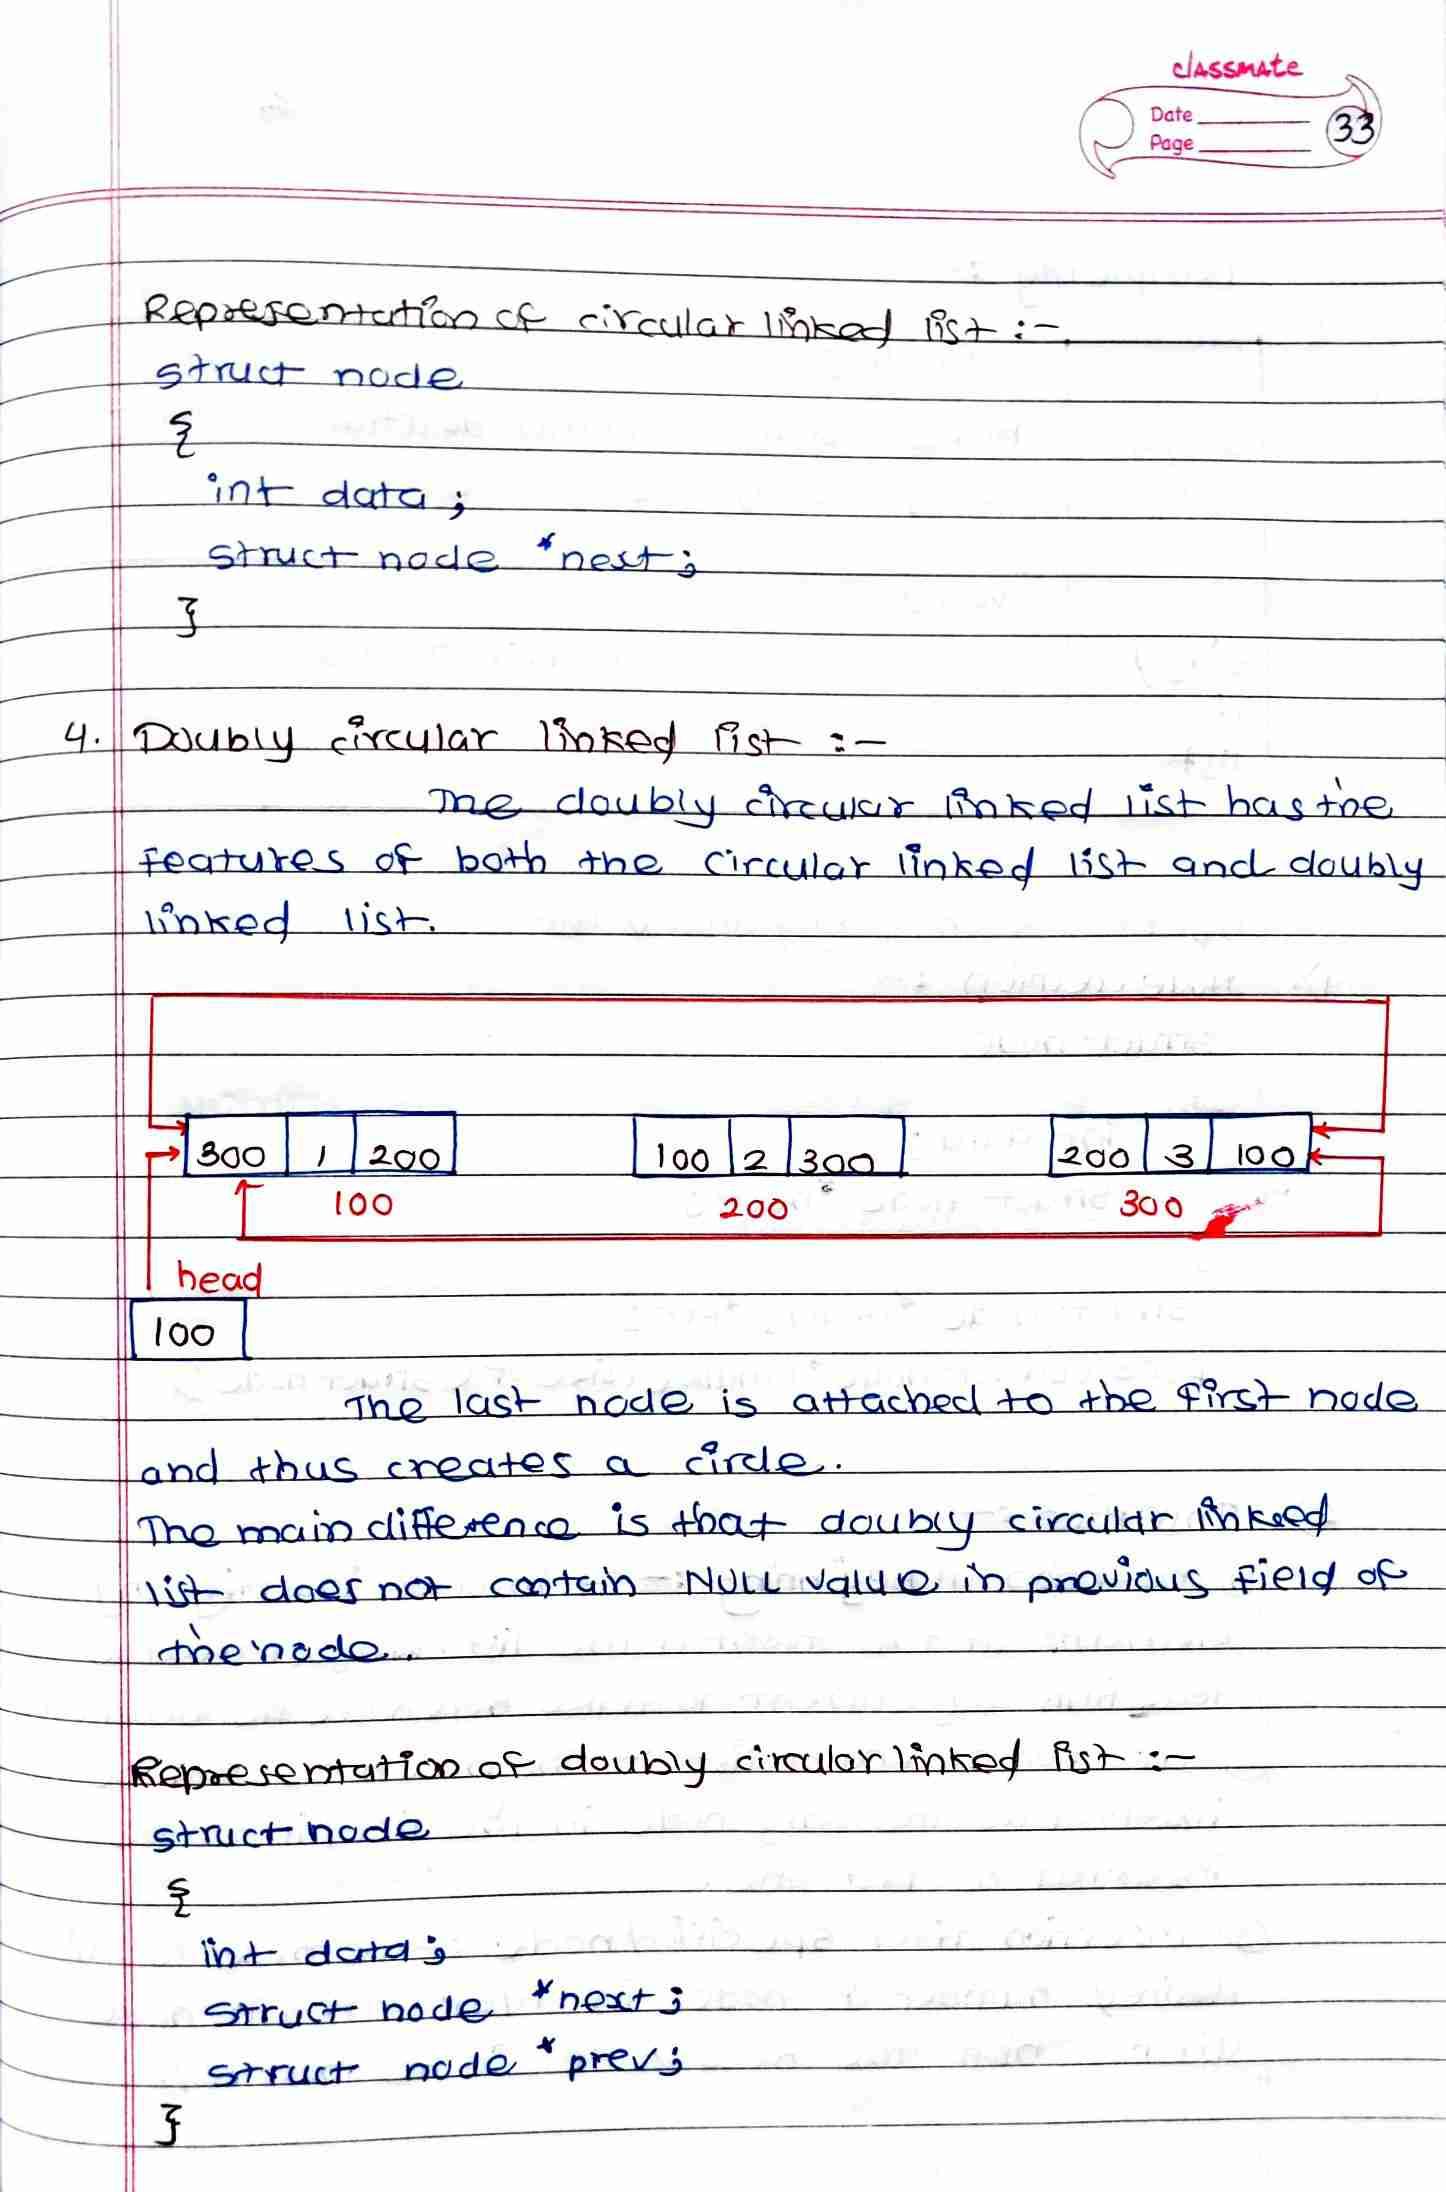 classmate
Date
Page
33
Representation of circular linked list :-
struct node
{
int data;
struct node *next;
}
4. Doubly circular linked list :-
The doubly circular linked list has the
features of both the circular linked list and doubly
linked list.
300 1 200 100 2 300 200 3 100
100 200 300
head
100
The last node is attached to the first node
and thus creates a circle.
The main difference is that doubly circular linked
list does not contain NULL value in previous field of
the node.
Representation of doubly circular linked list :-
struct node
{
int data;
struct node *next;
struct node *prev;
}